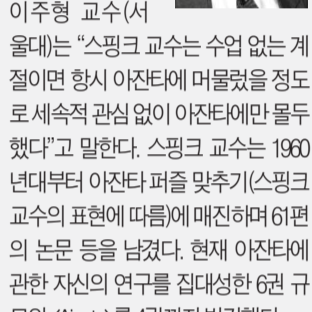 이주형 교수(서
울대)는 “스핑크 교수는 수업 없는 계
절이면 항시 아잔타에 머물렀을 정도
로 세속적 관심 없이 아잔타에만 몰두
했다”고 말한다. 스핑크 교수는 1960
년대부터 아잔타 퍼즐 맞추기(스핑크
교수의 표현에 따름)에 매진하며 61편
의 논문 등을 남겼다. 현재 아잔타에
관한 자신의 연구를 집대성한 6권 규